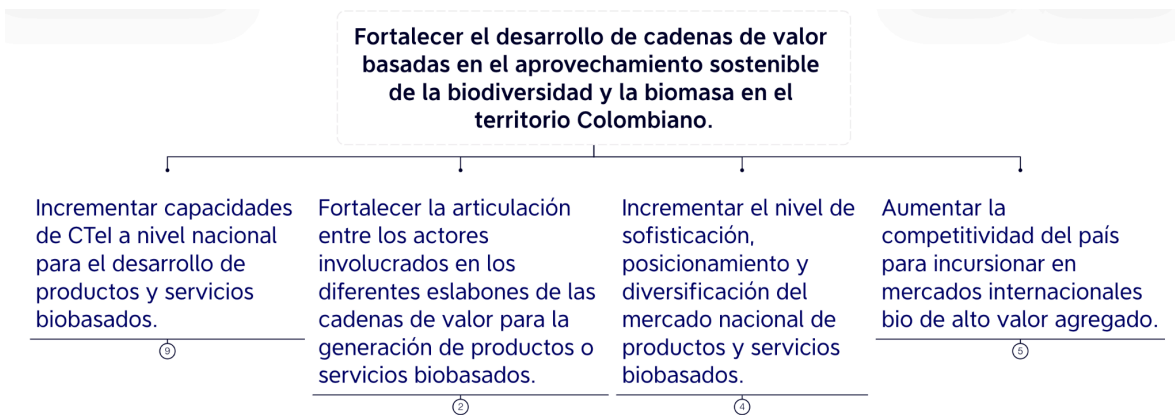 Fortalecer el desarrollo de cadenas de valor
basadas en el aprovechamiento sostenible
de la biodiversidad y la biomasa en el
territorio Colombiano.
Incrementar capacidades
de CTeI a nivel nacional
para el desarrollo de
productos y servicios
biobasados.
9
Fortalecer la articulación
entre los actores
involucrados en los
diferentes eslabones de las
cadenas de valor para la
generación de productos o
servicios biobasados.
2
Incrementar el nivel de
sofisticación,
posicionamiento y
diversificación del
mercado nacional de
productos y servicios
biobasados.
4
Aumentar la
competitividad del país
para incursionar en
mercados internacionales
bio de alto valor agregado.
5